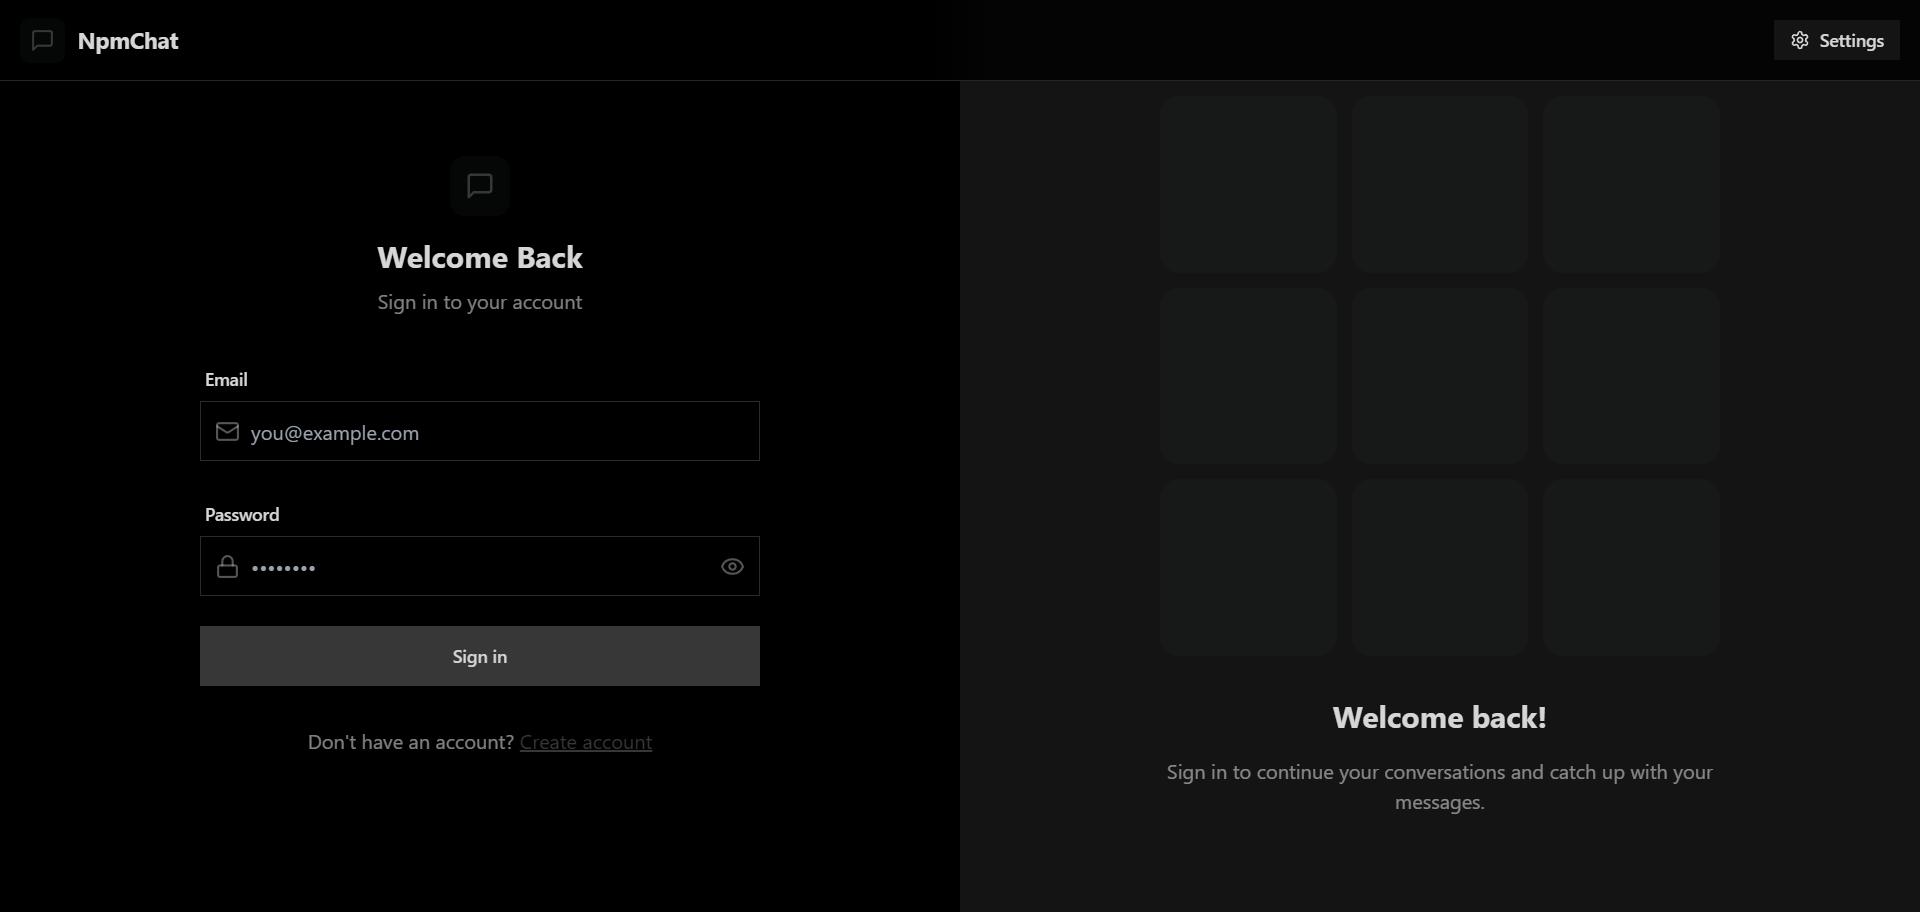 NpmChat
Settings
Welcome Back
Sign in to your account
Email
you@example.com
Password
••••••••
Sign in
Don't have an account? Create account
Welcome back!
Sign in to continue your conversations and catch up with your
messages.